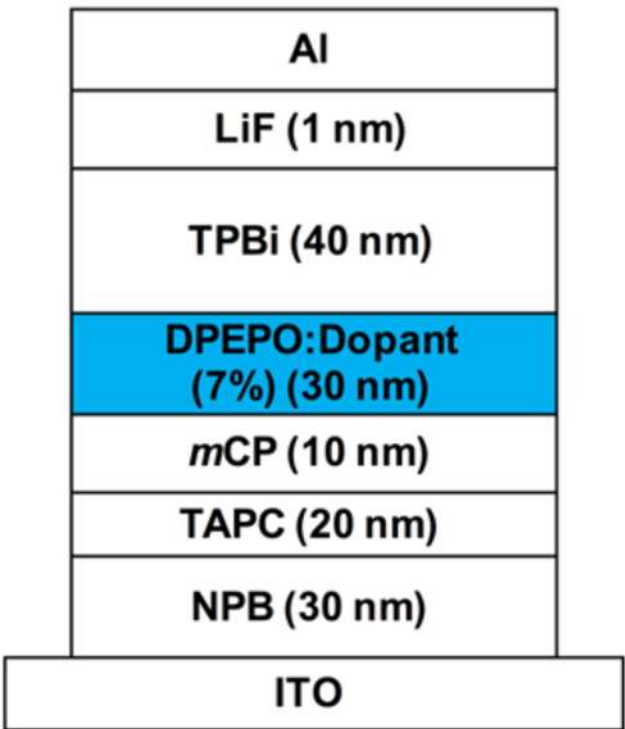 Al
LiF (1 nm)
TPBi (40 nm)
DPEPO:Dopant
(7%) (30 nm)
mCP (10 nm)
TAPC (20 nm)
NPB (30 nm)
ITO